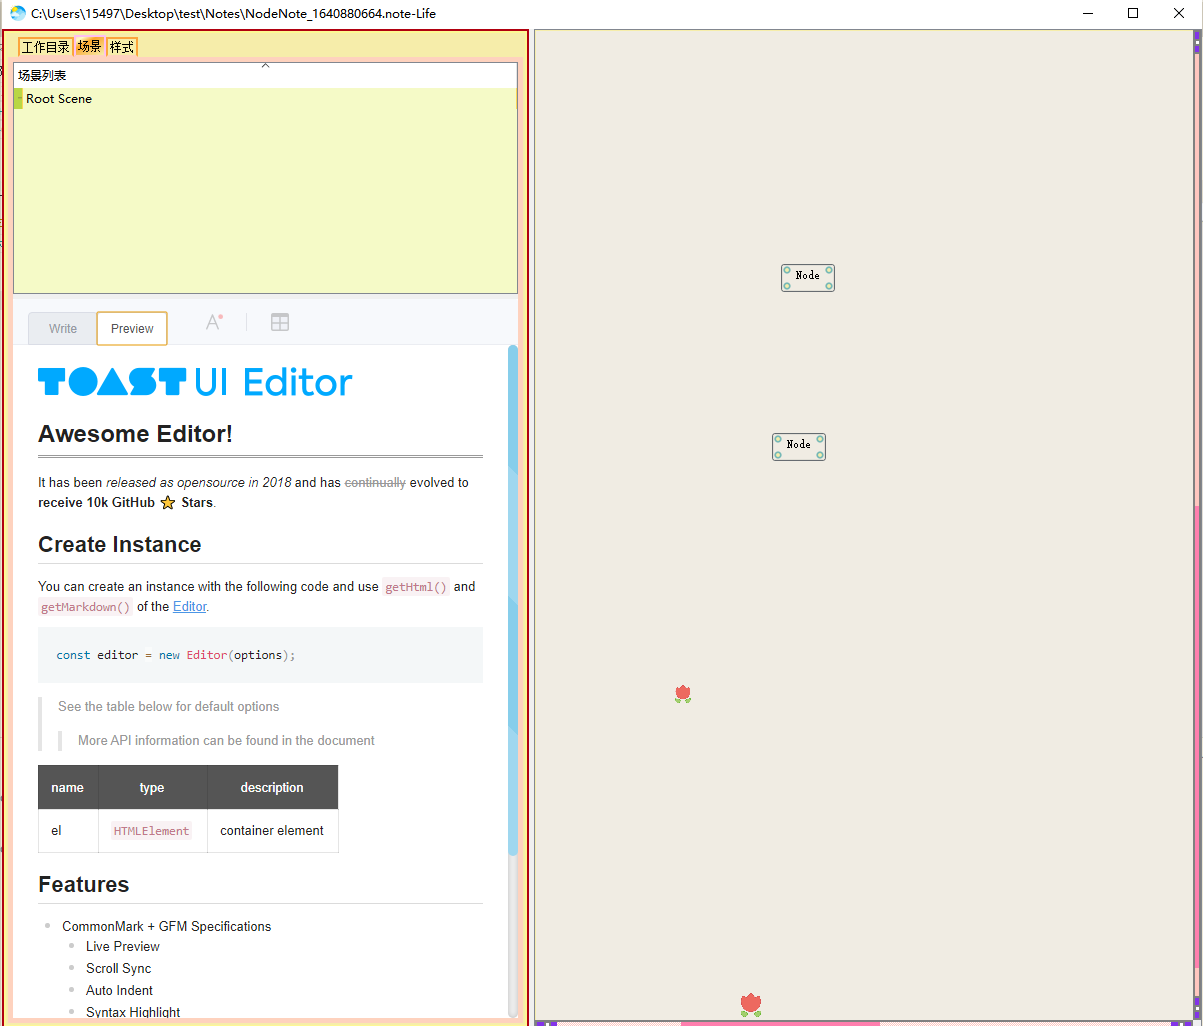 C:\Users\15497\Desktop\test\Notes\NodeNote_1640880664.note-Life
工作目录 场景 样式
场景列表
- Root Scene
Write Preview A
TOAST UI Editor
Awesome Editor!
It has been released as opensource in 2018 and has continually evolved to
receive 10k GitHub ⭐ Stars.
Create Instance
You can create an instance with the following code and use getHtml() and
getMarkdown() of the Editor.
const editor = new Editor(options);
See the table below for default options
More API information can be found in the document
name type description
el HTMLElement container element
Features
CommonMark + GFM Specifications
Live Preview
Scroll Sync
Auto Indent
Syntax Highlight
Node
Node